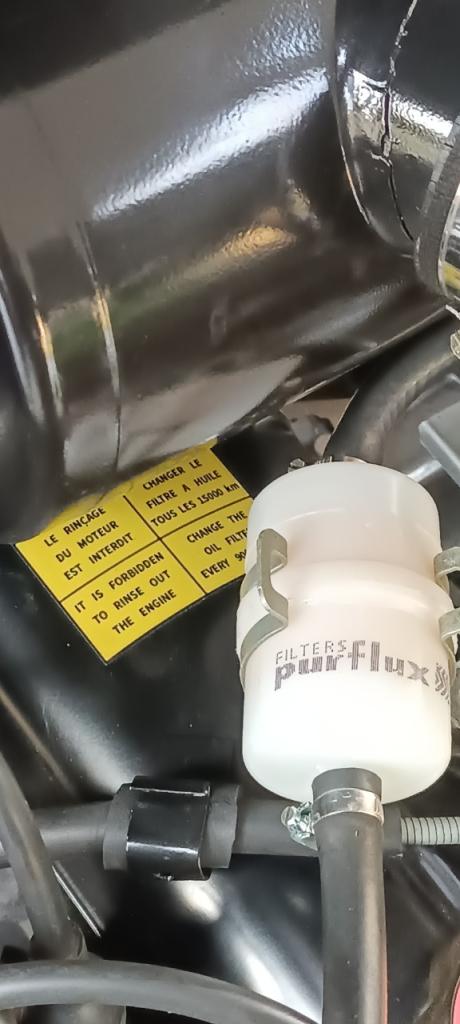 LE RINÇAGE
DU MOTEUR
EST INTERDIT
CHANGER LE
FILTRE A HUILE
TOUS LES 15000 km
IT IS FORBIDDEN
TO RINSE OUT
THE ENGINE
CHANGE THE
OIL
EVERY
FILTERS
purflux